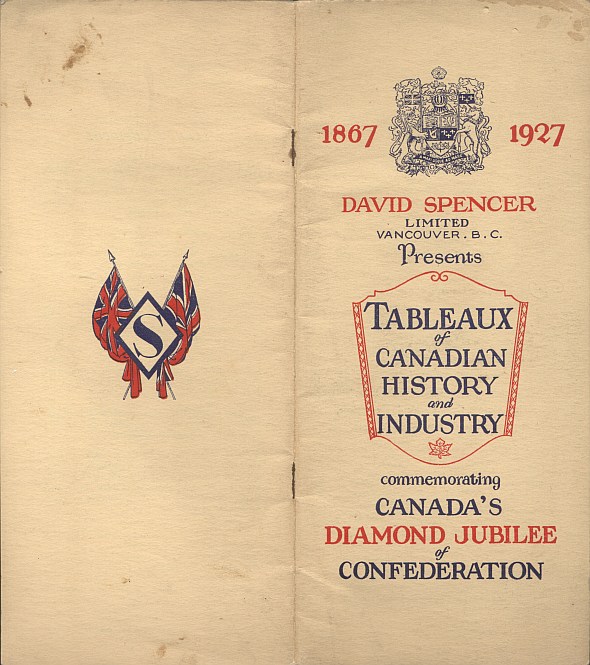 S
1867 1927
DAVID SPENCER
LIMITED
VANCOUVER. B. C.
Presents
TABLEAUX
of
CANADIAN
HISTORY
and
INDUSTRY
commemorating
CANADA'S
DIAMOND JUBILEE
of
CONFEDERATION